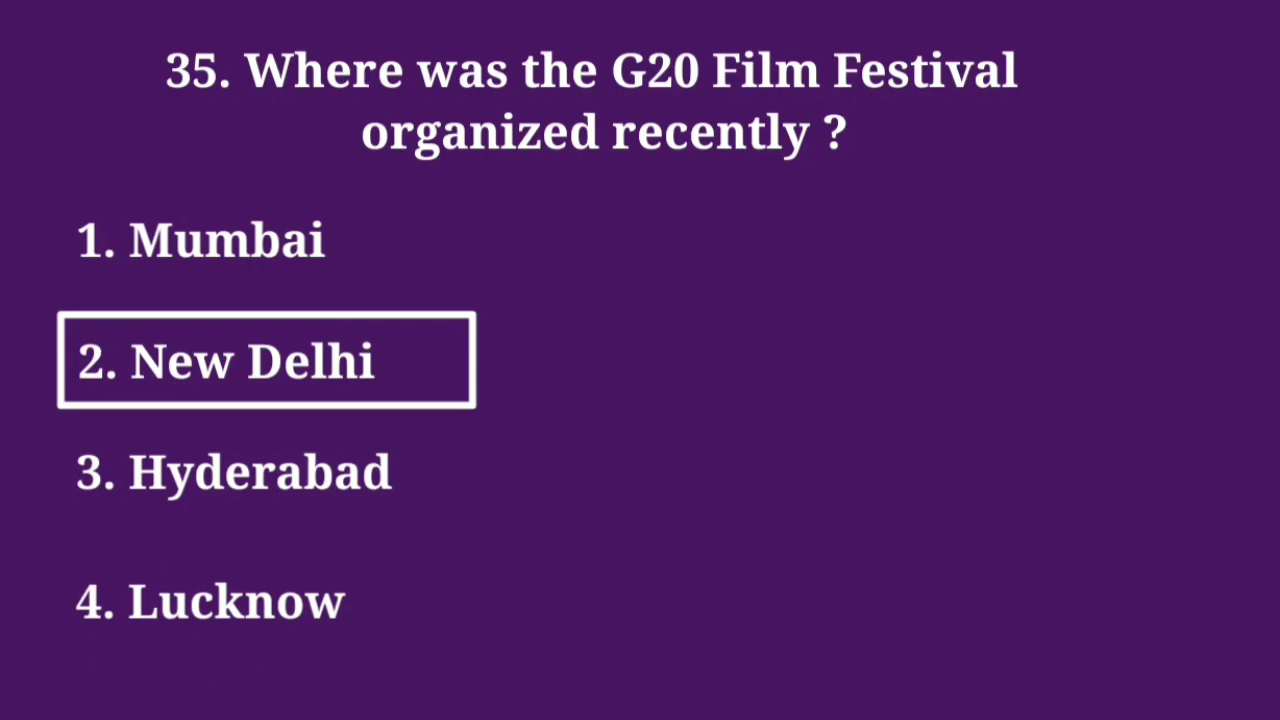 35. Where was the G20 Film Festival
organized recently ?
1. Mumbai
2. New Delhi
3. Hyderabad
4. Lucknow